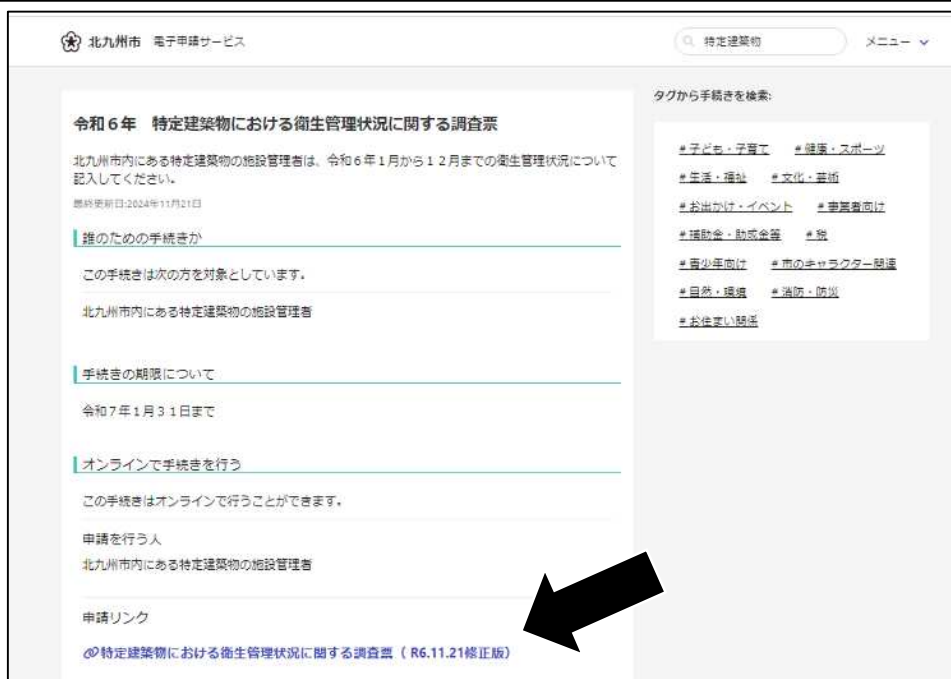 北九州市 電子申請サービス
特定建築物
メニュー
令和６年　特定建築物における衛生管理状況に関する調査票
北九州市内にある特定建築物の施設管理者は、令和６年１月から１２月までの衛生管理状況について
記入してください。
最終更新日:2024年11月21日
誰のための手続きか
この手続きは次の方を対象としています。
北九州市内にある特定建築物の施設管理者
手続きの期限について
令和７年１月３１日まで
オンラインで手続きを行う
この手続きはオンラインで行うことができます。
申請を行う人
北九州市内にある特定建築物の施設管理者
申請リンク
特定建築物における衛生管理状況に関する調査票（ R6.11.21修正版）
タグから手続きを検索:
# 子ども・子育て # 健康・スポーツ
# 生活・福祉 # 文化・芸術
# お出かけ・イベント # 事業者向け
# 補助金・助成金等 # 税
# 青少年向け # 市のキャラクター関連
# 自然・環境 # 消防・防災
# お住まい関係